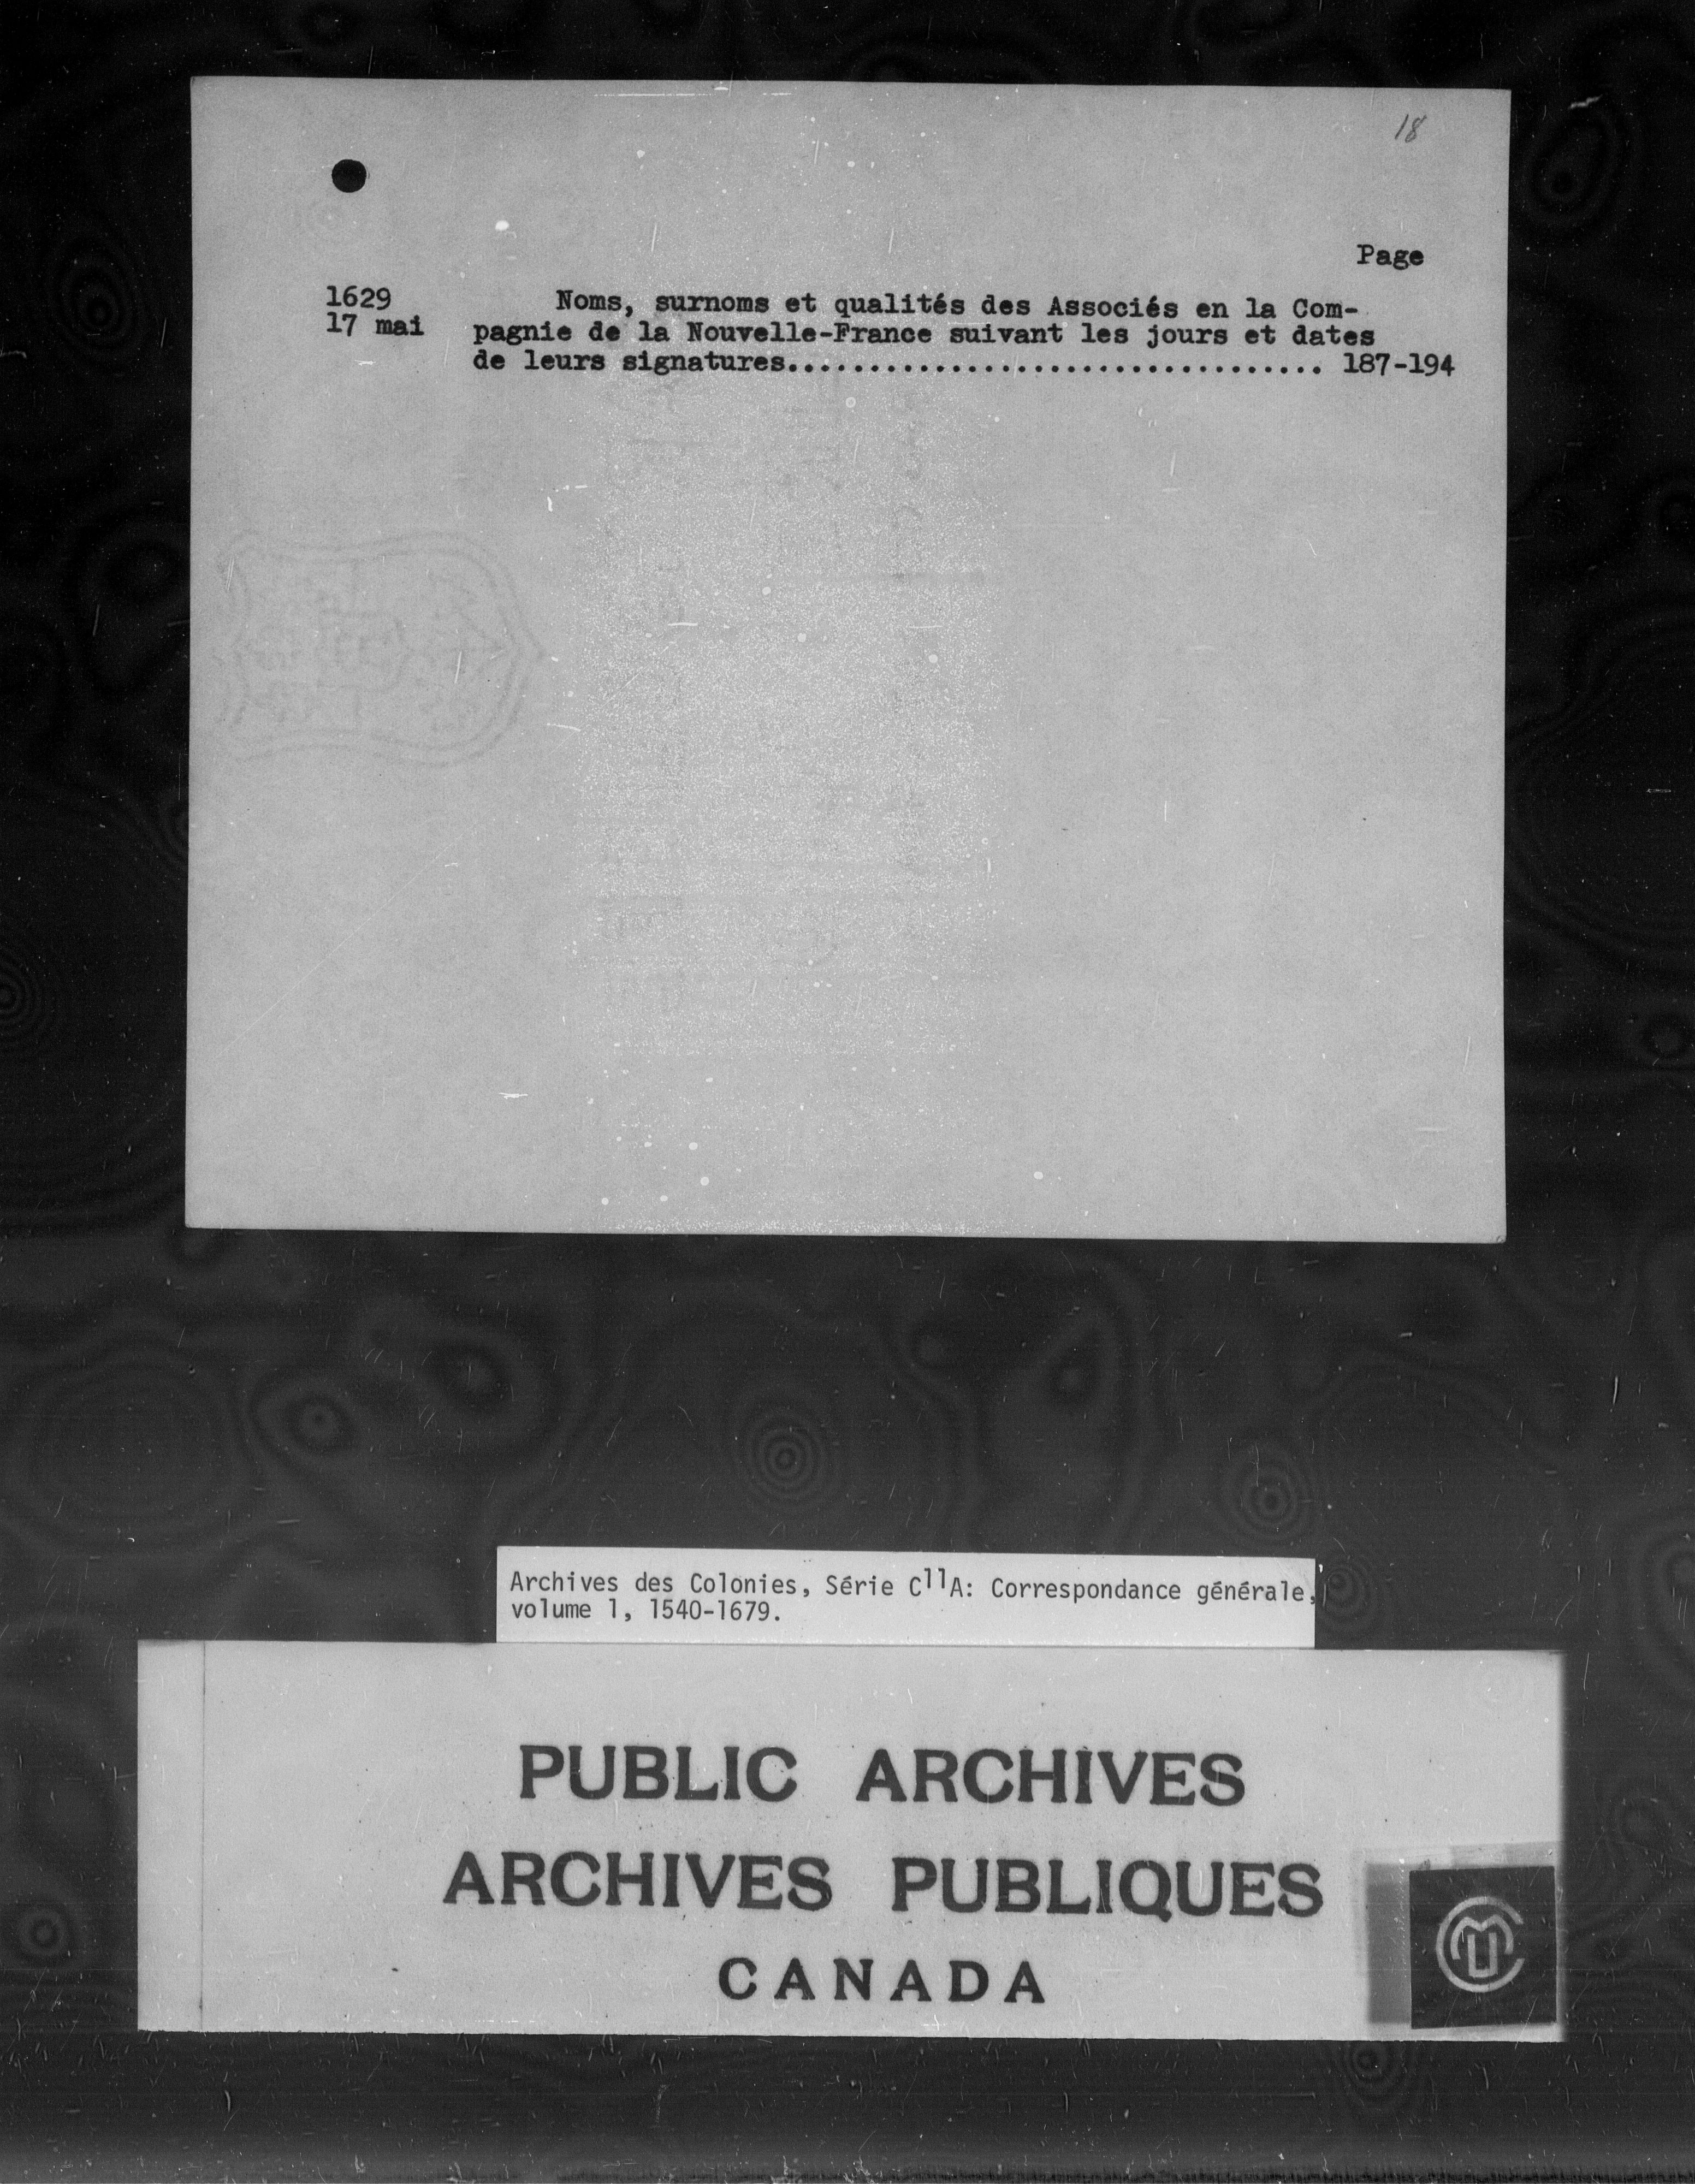 18
Page
1629
17 mai
Noms, surnoms et qualités des Associés en la Com-
pagnie de la Nouvelle-France suivant les jours et dates
de leurs signatures.................................. 187-194
Archives des Colonies, Série C11A: Correspondance générale,
volume 1, 1540-1679.
PUBLIC ARCHIVES
ARCHIVES PUBLIQUES
CANADA